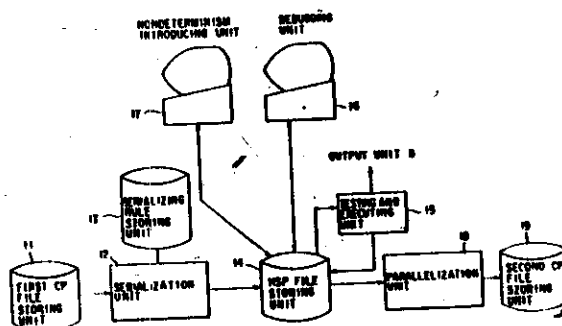 NONDETERMINISM
INTRODUCING UNIT
DEBUGGING
UNIT
17
16
OUTPUT UNIT B
SERIALIZING
RULE
STORING
UNIT
13
TESTING AND
EXECUTING
UNIT
15
11
12
14
18
19
FIRST CP
FILE
STORING
UNIT
SERIALIZATION
UNIT
NSP FILE
STORING
UNIT
PARALLELIZATION
UNIT
SECOND CP
FILE
STORING
UNIT